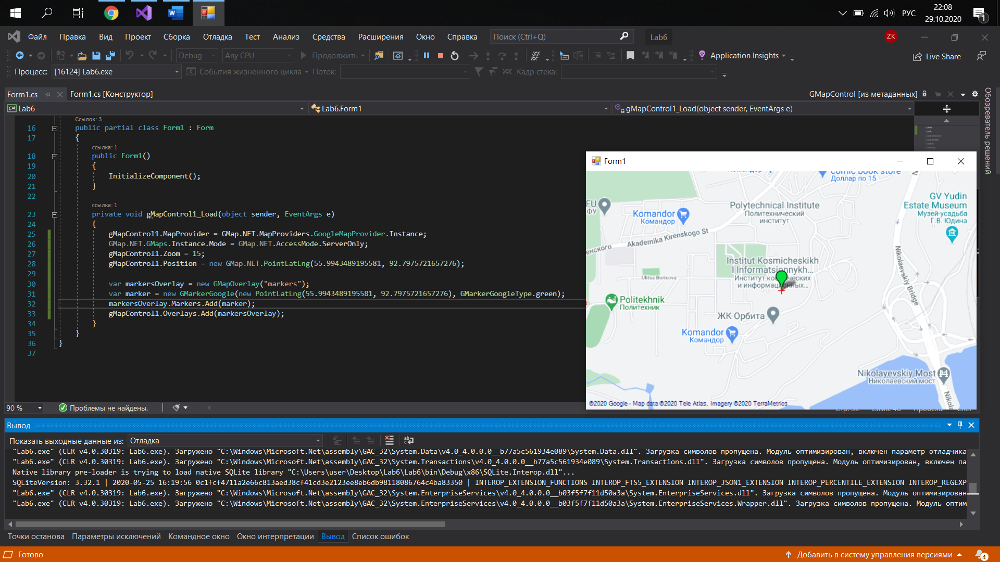 22:08
РУС
29.10.2020
1
Файл Правка Вид Проект Сборка Отладка Тест Анализ Средства Расширения Окно Справка Поиск (Ctrl+Q) Lab6 ZK
Debug Any CPU Продолжить Application Insights Live Share
Процесс: [16124] Lab6.exe События жизненного цикла Поток: Кадр стека:
Form1.cs Form1.cs [Конструктор] GMapControl [из метаданных]
Обозреватель решений
C# Lab6 Lab6.Form1 gMapControl1_Load(object sender, EventArgs e)
Ссылок: 3
16 public partial class Form1 : Form
17 {
ссылка: 1
18 public Form1()
19 {
20 InitializeComponent();
21 }
22
ссылка: 1
23 private void gMapControl1_Load(object sender, EventArgs e)
24 {
25 gMapControl1.MapProvider = GMap.NET.MapProviders.GoogleMapProvider.Instance;
26 GMap.NET.GMaps.Instance.Mode = GMap.NET.AccessMode.ServerOnly;
27 gMapControl1.Zoom = 15;
28 gMapControl1.Position = new GMap.NET.PointLatLng(55.9943489195581, 92.7975721657276);
29
30 var markersOverlay = new GMapOverlay("markers");
31 var marker = new GMarkerGoogle(new PointLatLng(55.9943489195581, 92.7975721657276), GMarkerGoogleType.green);
32 markersOverlay.Markers.Add(marker);
33 gMapControl1.Overlays.Add(markersOverlay);
34 }
35 }
36 }
37
Form1
Командор
comic book store
Доллар по 15
FU
ФУ
Komandor
Командор
Polytechnical Institute
Политехнический
институт
GV Yudin
Estate Museum
Музей-усадьба
Г.В. Юдина
Akademika Kirenskogo St
енского
Institut Kosmicheskikh
I Informatsionnykh...
Институт космических
и информационных...
Ulitsa Borisova
Nikolaevskiy Bridge
Politekhnik
Политехник
ЖК Орбита
Komandor
Командор
Nikolayevskiy Most
Николаевский мост
Nikola
©2020 Google - Map data ©2020 Tele Atlas, Imagery ©2020 TerraMetrics
90 % Проблемы не найдены.
Вывод
Показать выходные данные из: Отладка
"Lab6.exe" (CLR v4.0.30319: Lab6.exe). Загружено "C:\Windows\Microsoft.Net\assembly\GAC_32\System.Data\v4.0_4.0.0.0__b77a5c561934e089\System.Data.dll". Загрузка символов пропущена. Модуль оптимизирован, включен параметр отладчика
"Lab6.exe" (CLR v4.0.30319: Lab6.exe). Загружено "C:\Windows\Microsoft.Net\assembly\GAC_32\System.Transactions\v4.0_4.0.0.0__b77a5c561934e089\System.Transactions.dll". Загрузка символов пропущена. Модуль оптимизирован, включен па
Native library pre-loader is trying to load native SQLite library "C:\Users\user\Desktop\Lab6\Lab6\bin\Debug\x86\SQLite.Interop.dll"...
SQLiteVersion: 3.32.1 | 2020-05-25 16:19:56 0c1fcf4711a2e66c813aed38cf41cd3e2123ee8eb6db98118086764c4ba83350 | INTEROP_EXTENSION_FUNCTIONS INTEROP_FTS5_EXTENSION INTEROP_JSON1_EXTENSION INTEROP_PERCENTILE_EXTENSION INTEROP_REGEXP
"Lab6.exe" (CLR v4.0.30319: Lab6.exe). Загружено "C:\Windows\Microsoft.Net\assembly\GAC_32\System.EnterpriseServices\v4.0_4.0.0.0__b03f5f7f11d50a3a\System.EnterpriseServices.dll". Загрузка символов пропущена. Модуль оптимизирован
"Lab6.exe" (CLR v4.0.30319: Lab6.exe). Загружено "C:\Windows\Microsoft.Net\assembly\GAC_32\System.EnterpriseServices\v4.0_4.0.0.0__b03f5f7f11d50a3a\System.EnterpriseServices.Wrapper.dll". Загрузка символов пропущена. Модуль оптим
Точки останова Параметры исключений Командное окно Окно интерпретации Вывод Список ошибок
Готово Добавить в систему управления версиями 4